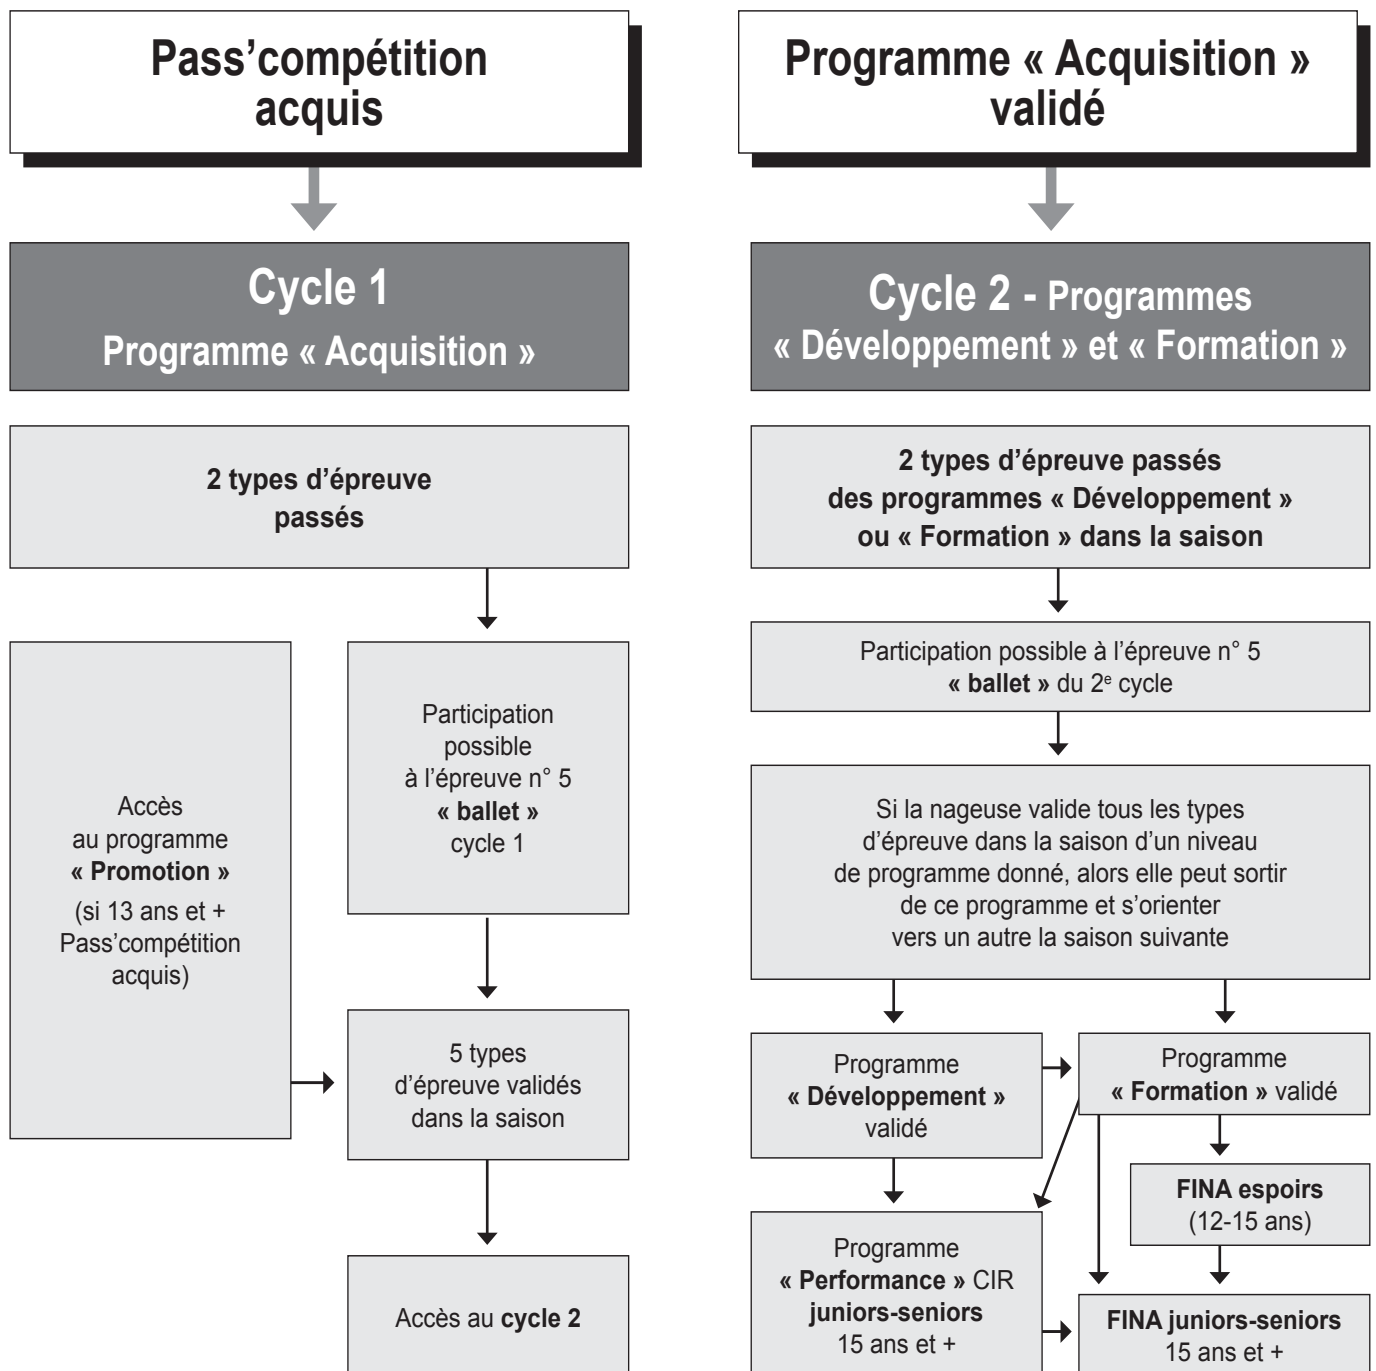 Pass’compétition
acquis
Cycle 1
Programme « Acquisition »
2 types d’épreuve
passés
Accès
au programme
« Promotion »
(si 13 ans et +
Pass’compétition
acquis)
Participation
possible
à l’épreuve n° 5
« ballet »
cycle 1
5 types
d’épreuve validés
dans la saison
Accès au cycle 2
Programme « Acquisition »
validé
Cycle 2 - Programmes
« Développement » et « Formation »
2 types d’épreuve passés
des programmes « Développement »
ou « Formation » dans la saison
Participation possible à l’épreuve n° 5
« ballet » du 2e cycle
Si la nageuse valide tous les types
d’épreuve dans la saison d’un niveau
de programme donné, alors elle peut sortir
de ce programme et s’orienter
vers un autre la saison suivante
Programme
« Développement »
validé
Programme
« Formation » validé
FINA espoirs
(12-15 ans)
Programme
« Performance » CIR
juniors-seniors
15 ans et +
FINA juniors-seniors
15 ans et +